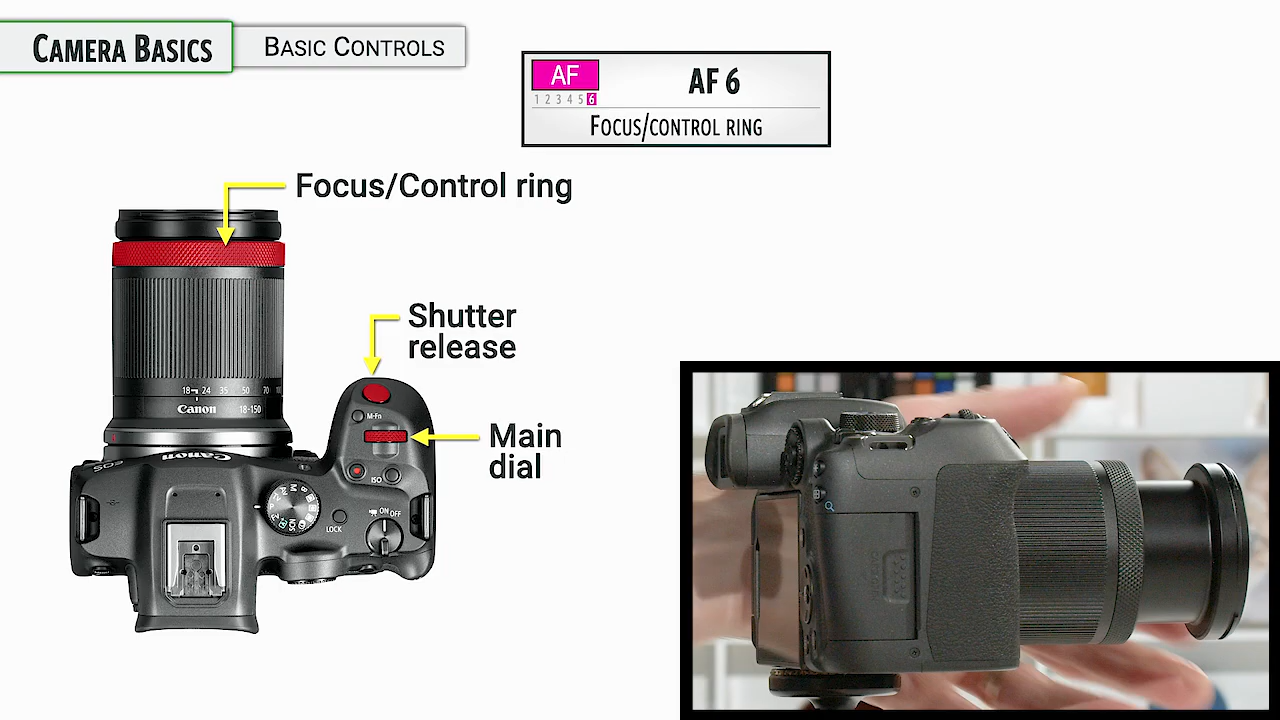 CAMERA BASICS
BASIC CONTROLS
AF
AF 6
1 2 3 4 5 6
FOCUS/CONTROL RING
Focus/Control ring
Shutter
release
Main
dial
18 24 35 50 70
Canon 18-150
M-Fn
Canon
EOS
ISO
LOCK
ON OFF